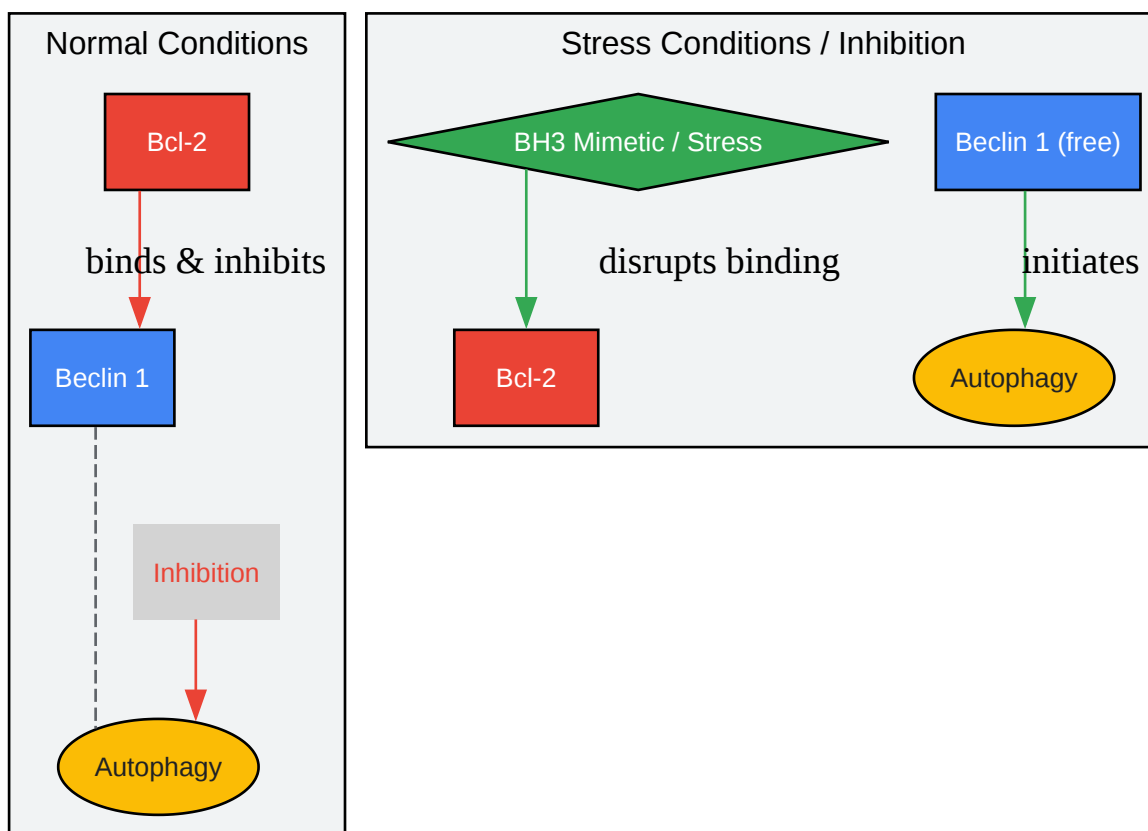 Normal Conditions
Bcl-2
binds & inhibits
Beclin 1
Inhibition
Autophagy
Stress Conditions / Inhibition
BH3 Mimetic / Stress
Beclin 1 (free)
disrupts binding
initiates
Bcl-2
Autophagy